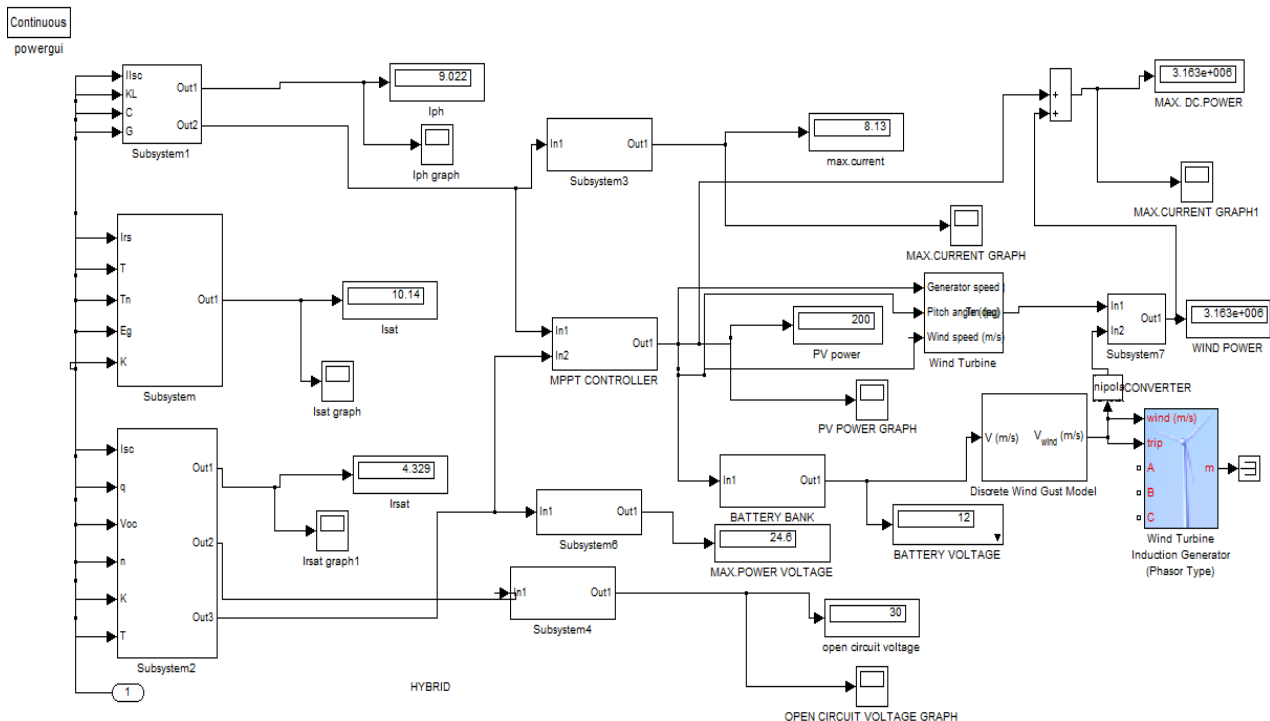 Continuous
powergui
IIsc
KL
C
G
Out1
Out2
Subsystem1
9.022
Iph
Iph graph
In1
Out1
Subsystem3
8.13
max.current
MAX.CURRENT GRAPH
+
+
3.163e+006
MAX. DC.POWER
MAX.CURRENT GRAPH1
Irs
T
Tn
Eg
K
Out1
Subsystem
10.14
Isat
Isat graph
In1
In2
Out1
MPPT CONTROLLER
200
PV power
PV POWER GRAPH
Generator speed (
Pitch angle (deg)
Wind speed (m/s)
Wind Turbine
In1
In2
Out1
Subsystem7
3.163e+006
WIND POWER
nipola
CONVERTER
Isc
q
Voc
n
K
T
Out1
Out2
Out3
Subsystem2
4.329
Irsat
Irsat graph1
In1
Out1
Subsystem6
In1
Out1
BATTERY BANK
24.6
MAX.POWER VOLTAGE
V (m/s)
Vwind (m/s)
Discrete Wind Gust Model
12
BATTERY VOLTAGE
wind (m/s)
trip
A
B
C
m
Wind Turbine
Induction Generator
(Phasor Type)
In1
Out1
Subsystem4
30
open circuit voltage
OPEN CIRCUIT VOLTAGE GRAPH
1
HYBRID